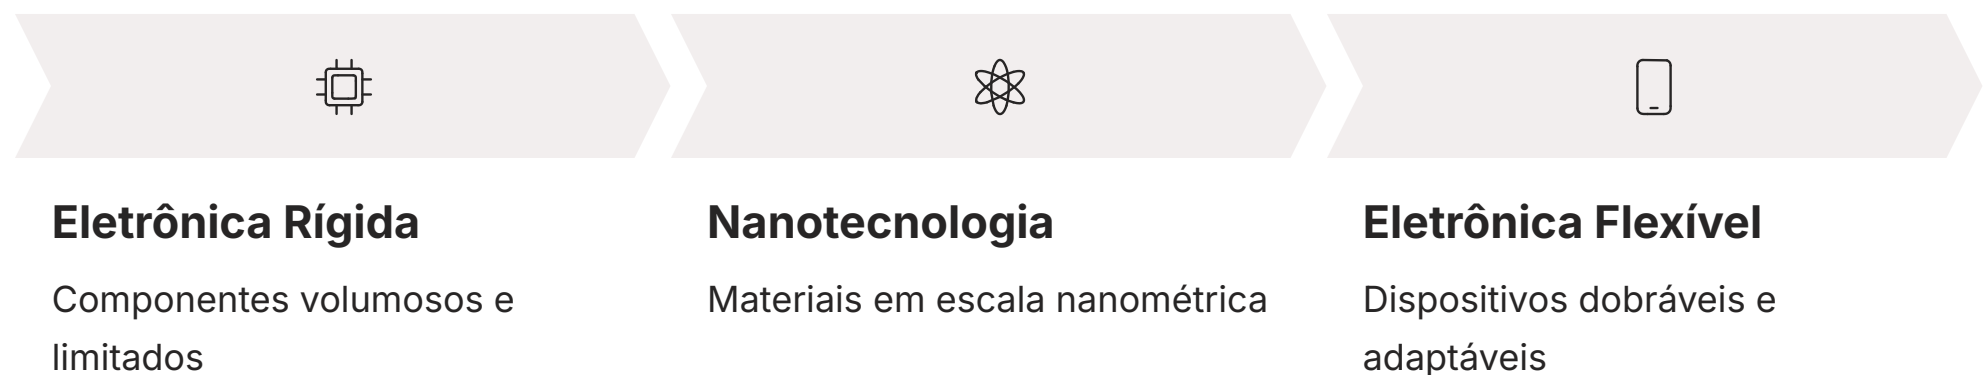 Eletrônica Rígida
Componentes volumosos e
limitados
Nanotecnologia
Materiais em escala nanométrica
Eletrônica Flexível
Dispositivos dobráveis e
adaptáveis